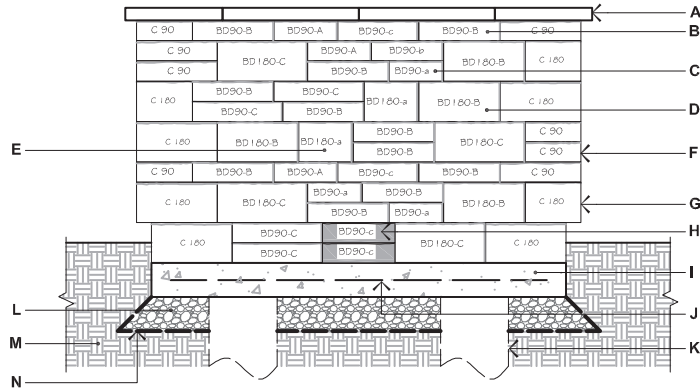 A
C 90 BD90-B BD90-A BD90-c BD90-B C 90 B
C 90 BD180-C BD90-A BD90-b BD180-B C 180
C 90 BD90-B BD90-a C
C 180 BD90-B BD90-C BD180-a BD180-B C 180 D
BD90-C BD90-B
E C 180 BD180-B BD180-a BD90-B BD180-C C 90
BD90-B C 90 F
C 90 BD90-B BD90-A BD90-c BD90-B C 90
C 180 BD180-C BD90-a BD90-B BD180-B C 180 G
BD90-B BD90-a
C 180 BD90-C BD90-c BD180-C C 180 H
BD90-C BD90-c
I
L J
M K
N